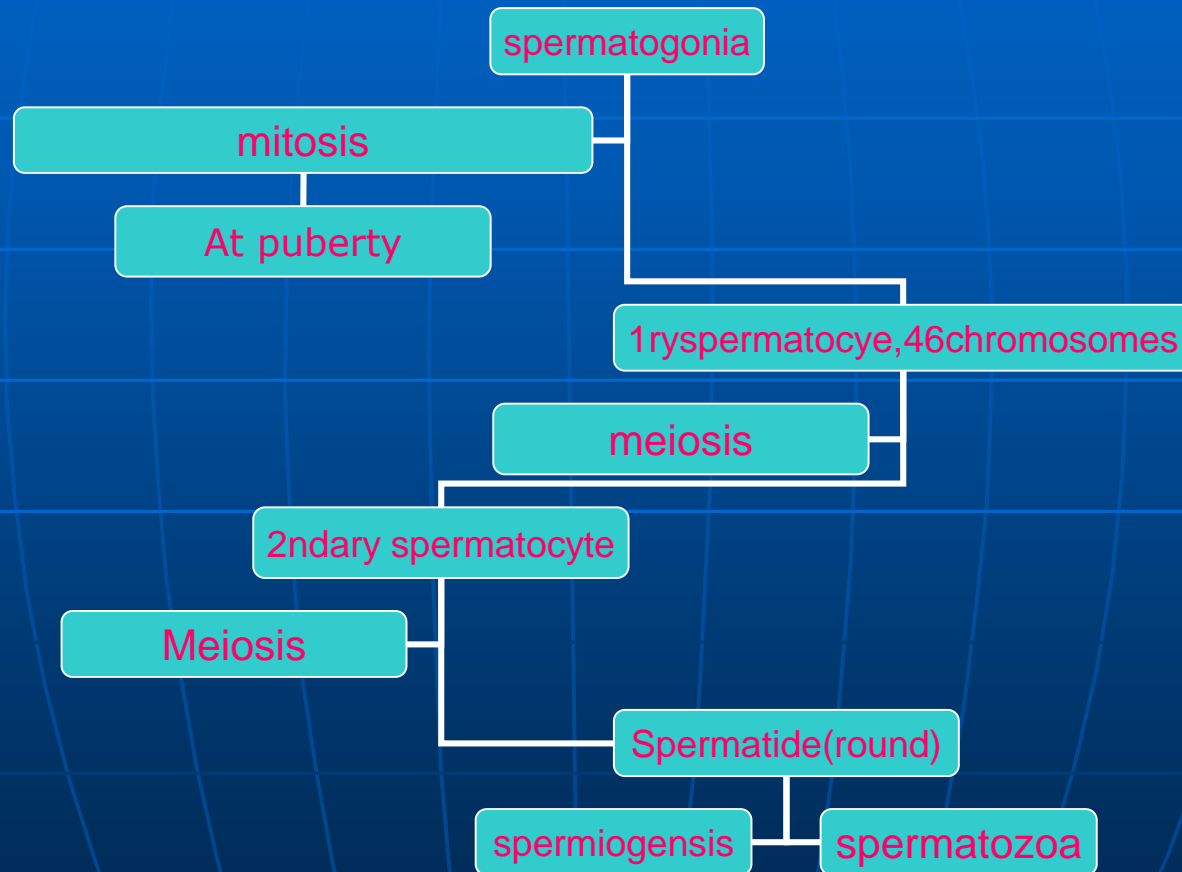 spermatogonia
mitosis
At puberty
1ryspermatocye,46chromosomes
meiosis
2ndary spermatocyte
Meiosis
Spermatide(round)
spermiogensis
spermatozoa